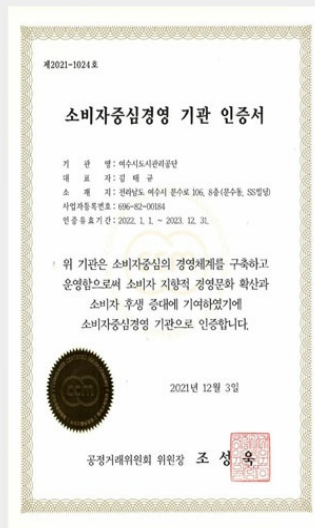 제2021-1024호
소비자중심경영 기관 인증서
기 관 명 : 여수시도시관리공단
대 표 자 : 김 태 규
소 재 지 : 전라남도 여수시 문수로 106, 8층(문수동, SS빌딩)
사업자등록번호 : 696-82-00184
인증유효기간 : 2022. 1. 1. ~ 2023. 12. 31.
위 기관은 소비자중심의 경영체계를 구축하고
운영함으로써 소비자 지향적 경영문화 확산과
소비자 후생 증대에 기여하였기에
소비자중심경영 기관으로 인증합니다.
2021년 12월 3일
공정거래위원회 위원장 조 성 욱